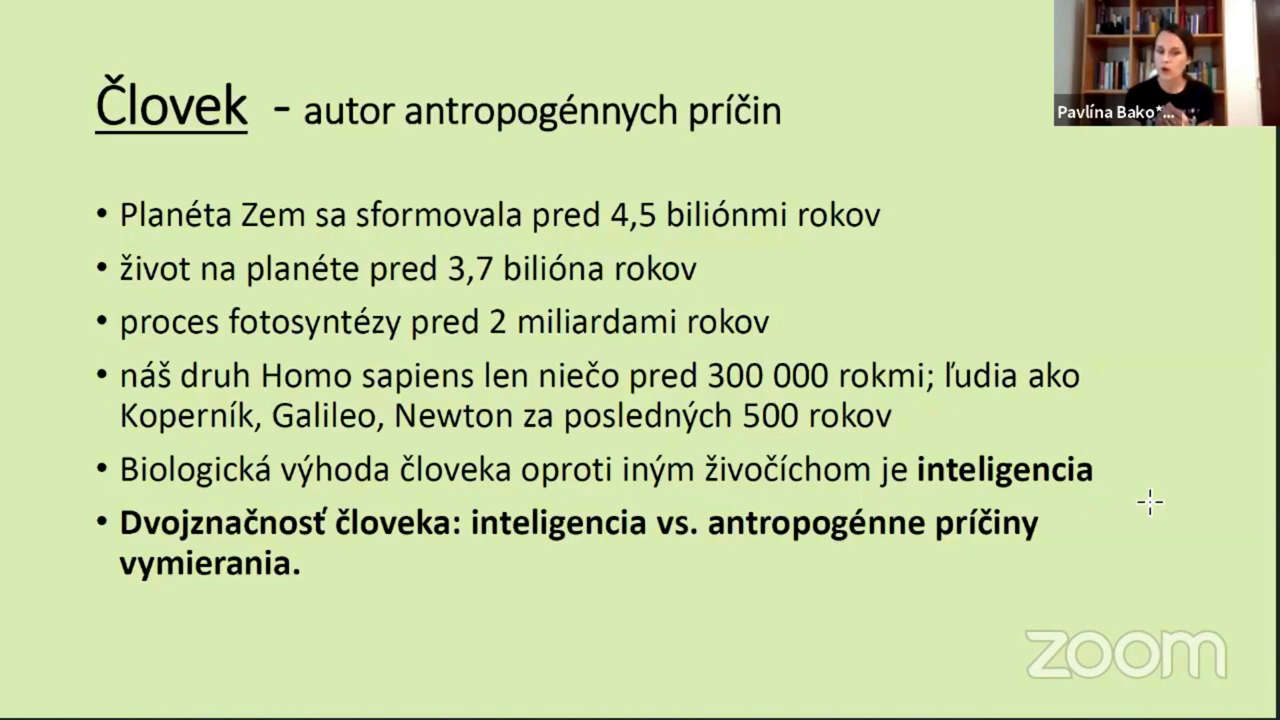 Človek - autor antropogénnych príčin
Pavlína Bako*...
• Planéta Zem sa sformovala pred 4,5 biliónmi rokov
• život na planéte pred 3,7 bilióna rokov
• proces fotosyntézy pred 2 miliardami rokov
• náš druh Homo sapiens len niečo pred 300 000 rokmi; ľudia ako
Koperník, Galileo, Newton za posledných 500 rokov
• Biologická výhoda človeka oproti iným živočíchom je inteligencia
• Dvojznačnosť človeka: inteligencia vs. antropogénne príčiny
vymierania.
zoom